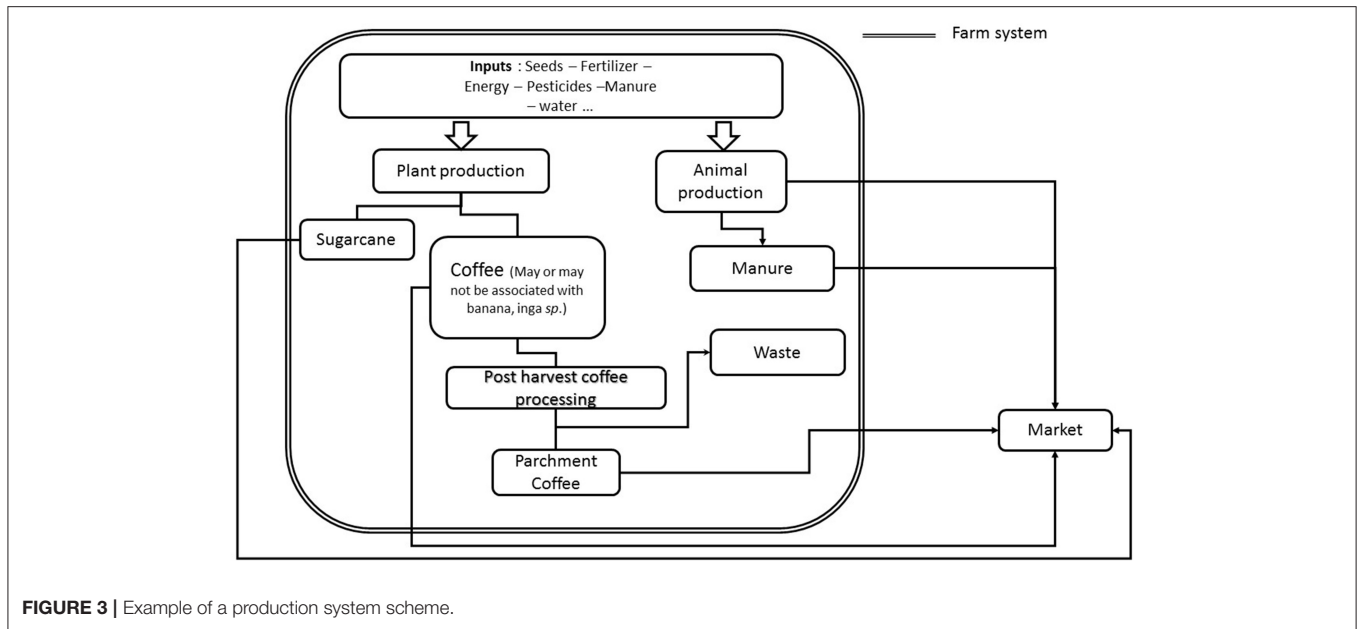 Farm system
Inputs : Seeds – Fertilizer –
Energy – Pesticides –Manure
– water ...
Plant production
Animal
production
Sugarcane
Coffee (May or may
not be associated with
banana, inga sp.)
Manure
Waste
Post harvest coffee
processing
Market
Parchment
Coffee
FIGURE 3 | Example of a production system scheme.